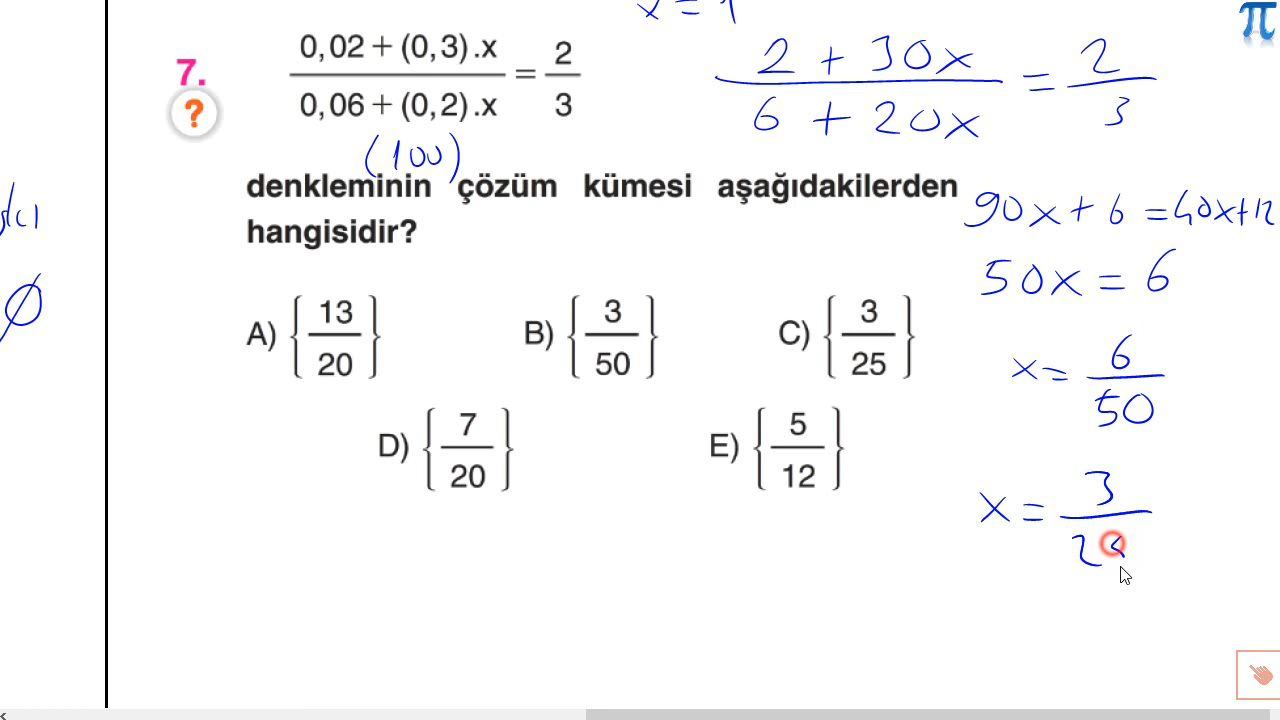 x = 1
π
7.
?
0,02 + (0,3).x / 0,06 + (0,2).x = 2 / 3
(100)
denkleminin çözüm kümesi aşağıdakilerden
hangisidir?
A) { 13 / 20 }
B) { 3 / 50 }
C) { 3 / 25 }
D) { 7 / 20 }
E) { 5 / 12 }
2 + 30x / 6 + 20x = 2 / 3
90x + 6 = 40x + 12
50x = 6
x = 6 / 50
x = 3 / 2
Ø